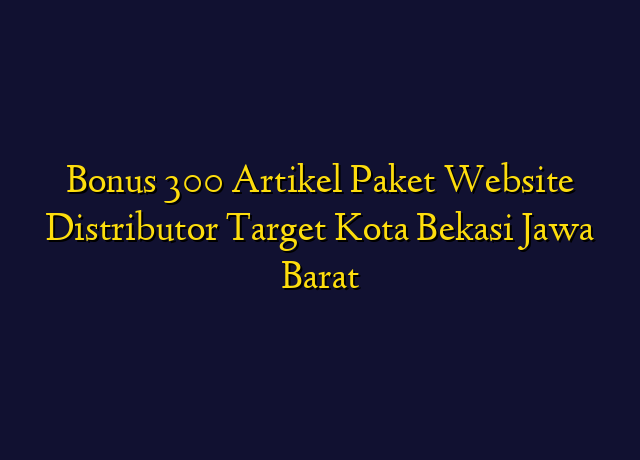 Bonus 300 Artikel Paket Website
Distributor Target Kota Bekasi Jawa
Barat